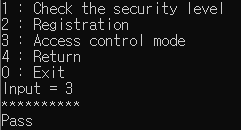 1 : Check the security level
2 : Registration
3 : Access control mode
4 : Return
0 : Exit
Input = 3
**********
Pass